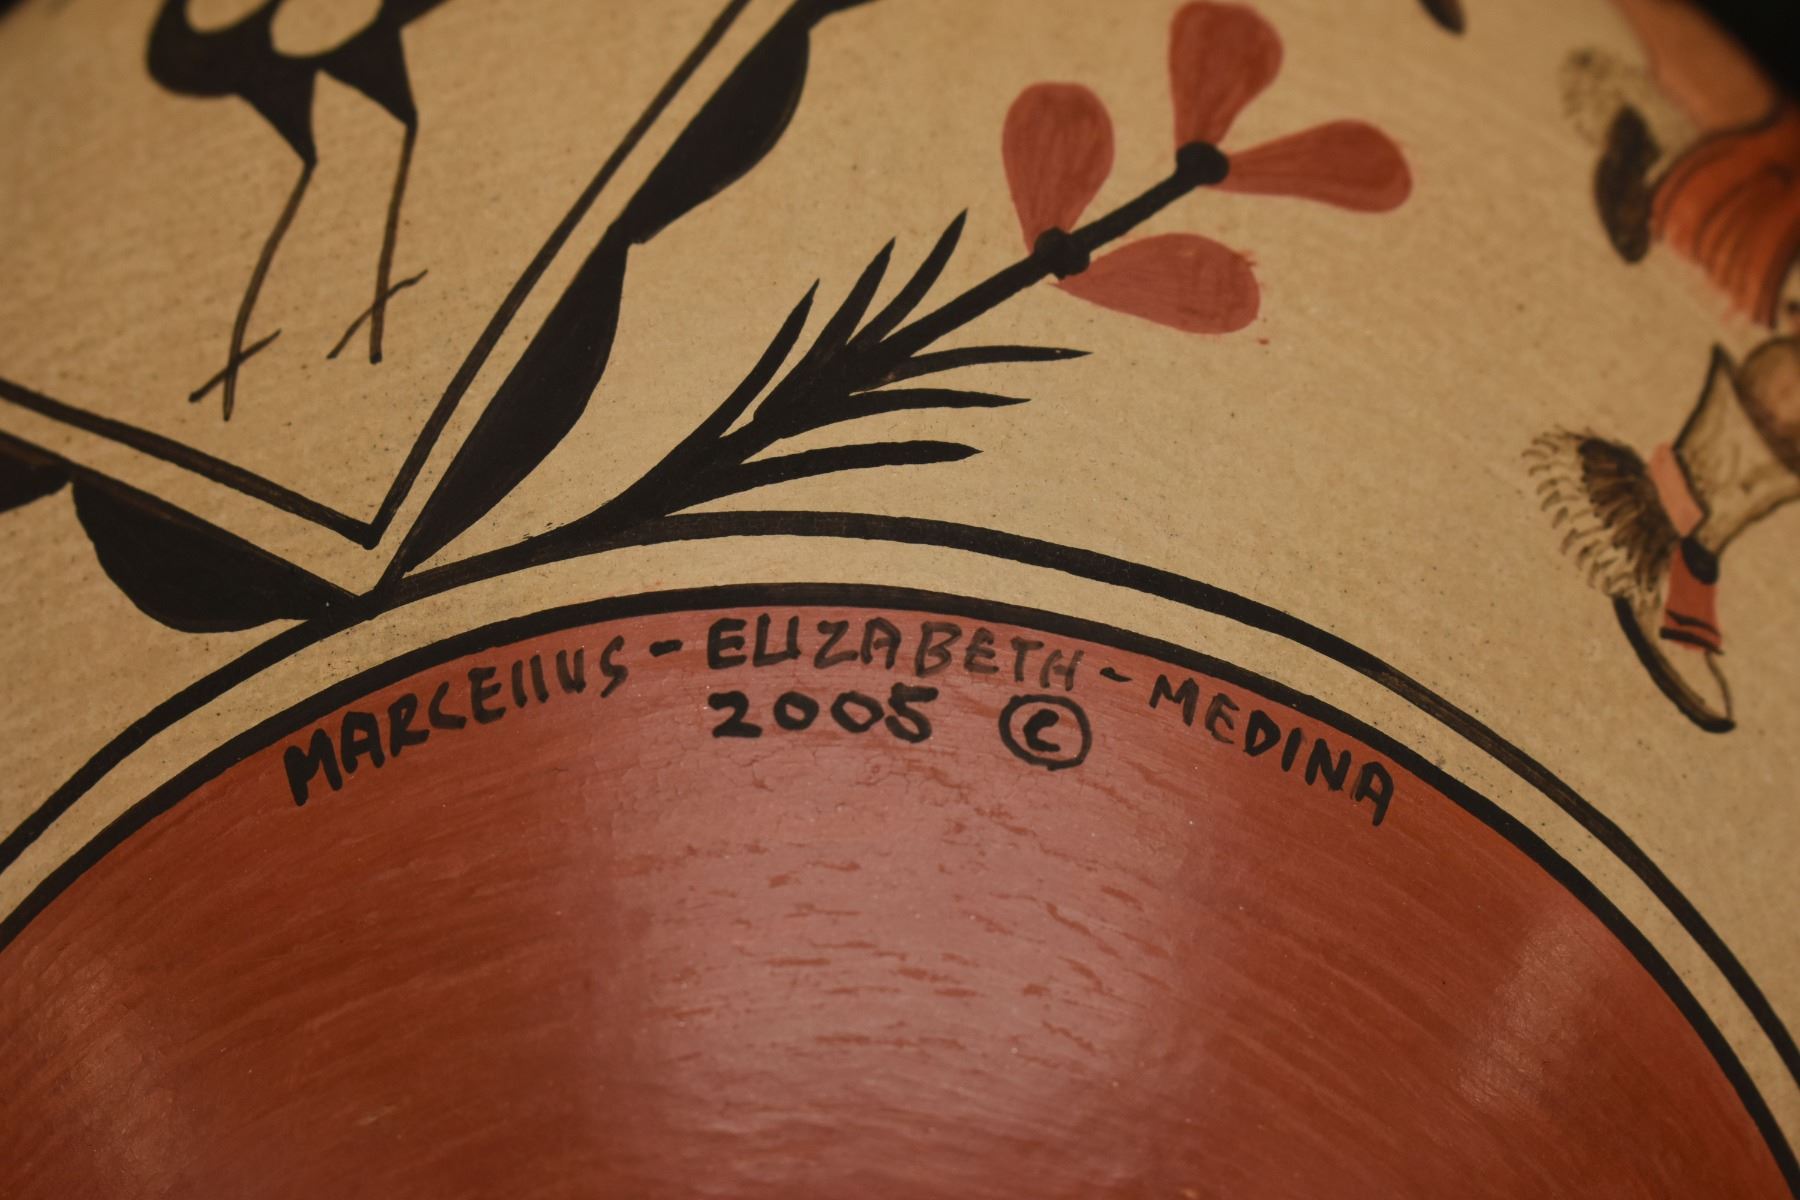 MARCEllUS - ELIZABETH - MEDINA
2005 ©